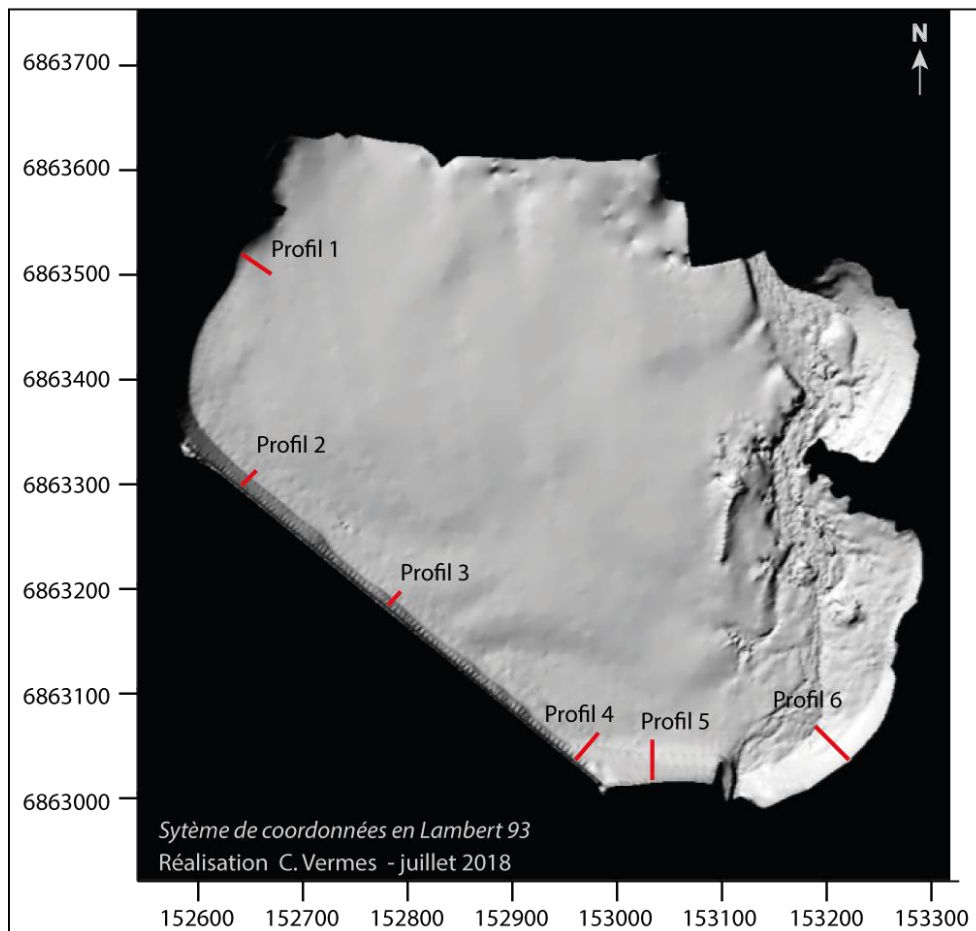 N
6863700
6863600
Profil 1
6863500
6863400
Profil 2
6863300
Profil 3
6863200
6863100
Profil 4
Profil 5
Profil 6
6863000
Sytème de coordonnées en Lambert 93
Réalisation C. Vermes - juillet 2018
152600 152700 152800 152900 153000 153100 153200 153300